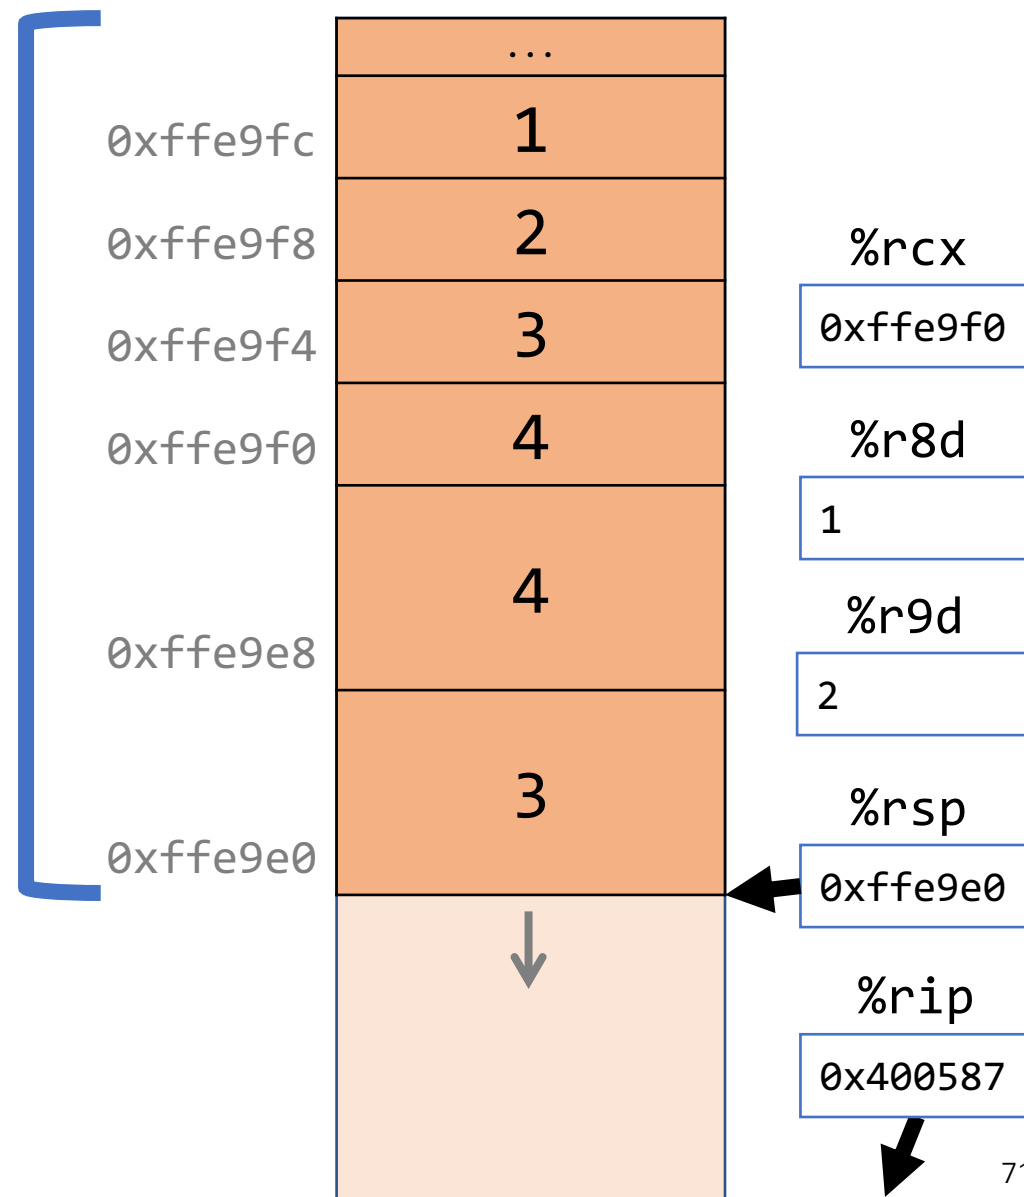 ...
0xffe9fc 1
0xffe9f8 2
0xffe9f4 3
0xffe9f0 4
0xffe9e8 4
0xffe9e0 3
%rcx
0xffe9f0
%r8d
1
%r9d
2
%rsp
0xffe9e0
%rip
0x400587
71